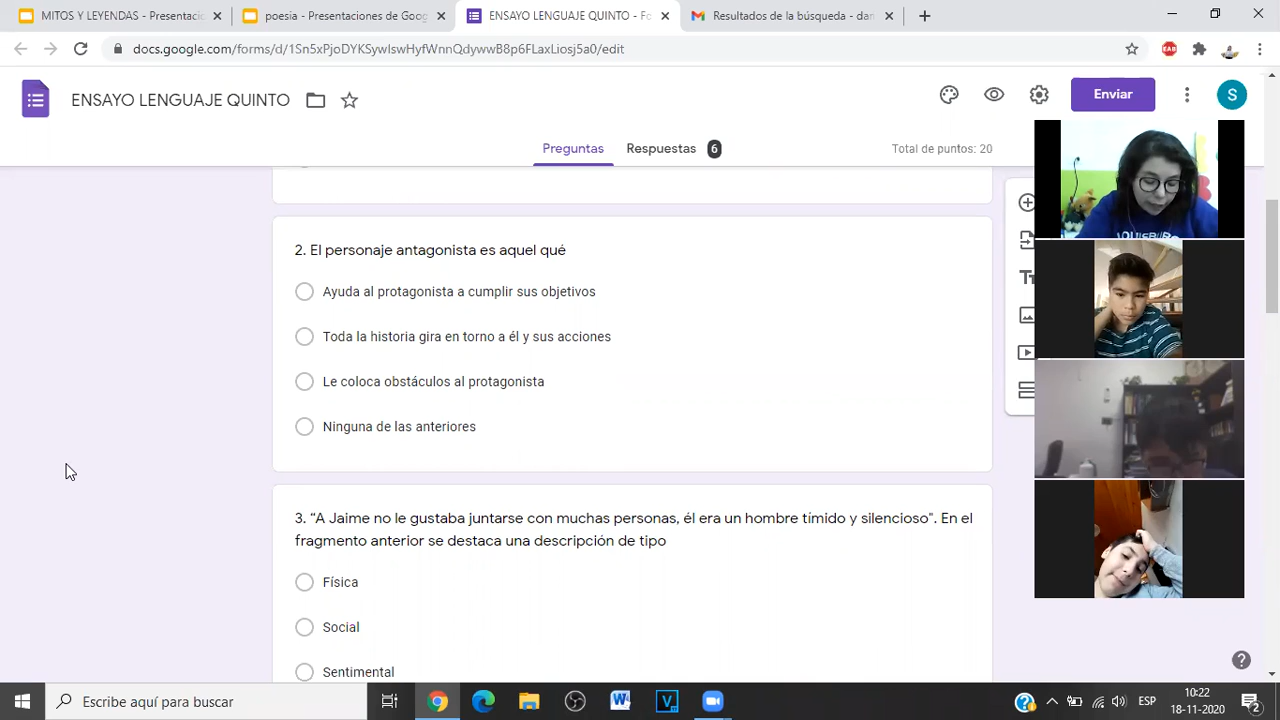 MITOS Y LEYENDAS - Presentaci
poesía - Presentaciones de Goog
ENSAYO LENGUAJE QUINTO - Fo
Resultados de la búsqueda - dan
docs.google.com/forms/d/1Sn5xPjoDYKSywIswHyfWnnQdywwB8p6FLaxLiosj5a0/edit
ENSAYO LENGUAJE QUINTO
Enviar
S
Preguntas
Respuestas 6
Total de puntos: 20
2. El personaje antagonista es aquel qué
Ayuda al protagonista a cumplir sus objetivos
Toda la historia gira en torno a él y sus acciones
Le coloca obstáculos al protagonista
Ninguna de las anteriores
3. “A Jaime no le gustaba juntarse con muchas personas, él era un hombre tímido y silencioso". En el
fragmento anterior se destaca una descripción de tipo
Física
Social
Sentimental
Escribe aquí para buscar
ESP
10:22
18-11-2020
2